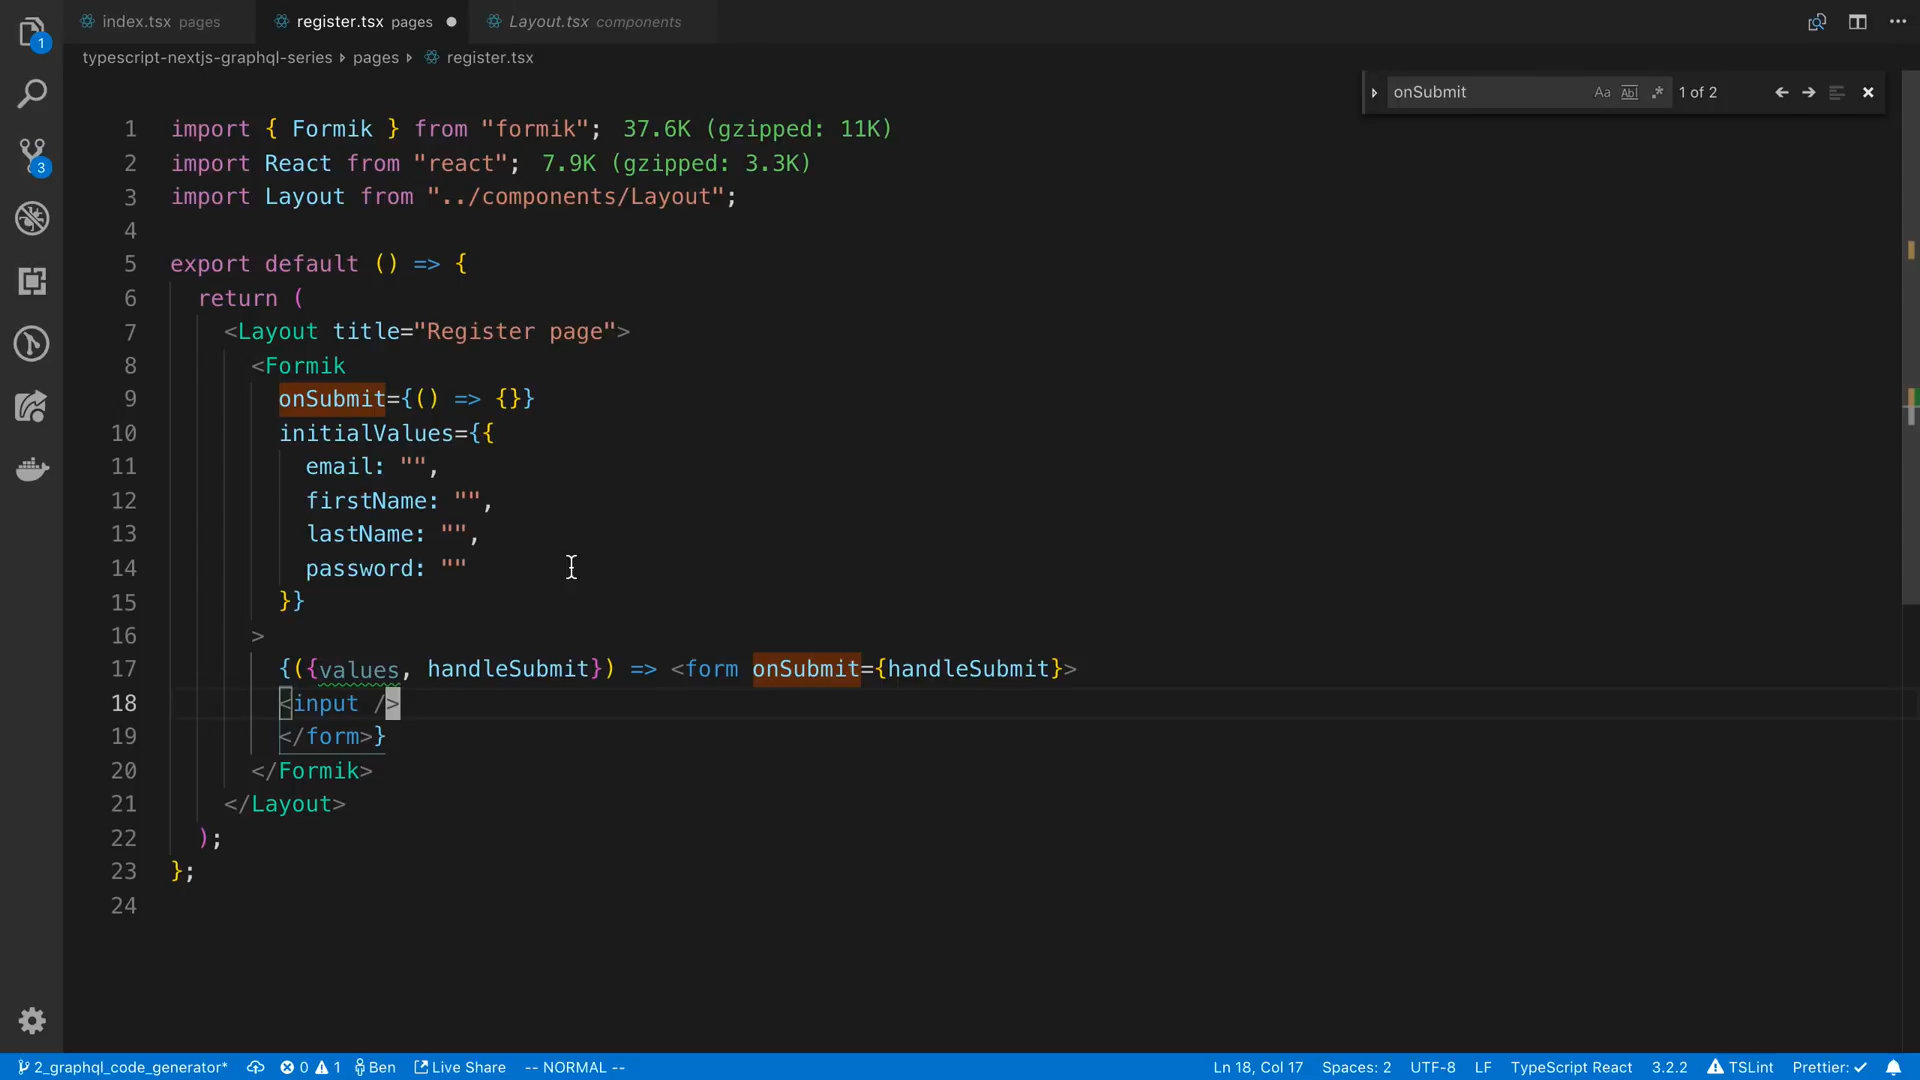 index.tsx pages
register.tsx pages
Layout.tsx components
typescript-nextjs-graphql-series pages register.tsx
onSubmit Aa Abl .* 1 of 2
1
3
1 import { Formik } from "formik"; 37.6K (gzipped: 11K)
2 import React from "react"; 7.9K (gzipped: 3.3K)
3 import Layout from "../components/Layout";
4
5 export default () => {
6 return (
7 <Layout title="Register page">
8 <Formik
9 onSubmit={() => {}}
10 initialValues={{
11 email: "",
12 firstName: "",
13 lastName: "",
14 password: ""
15 }}
16 >
17 {({values, handleSubmit}) => <form onSubmit={handleSubmit}>
18 <input />
19 </form>}
20 </Formik>
21 </Layout>
22 );
23 };
24
2_graphql_code_generator* 0 1 Ben Live Share -- NORMAL -- Ln 18, Col 17 Spaces: 2 UTF-8 LF TypeScript React 3.2.2 TSLint Prettier: ✓